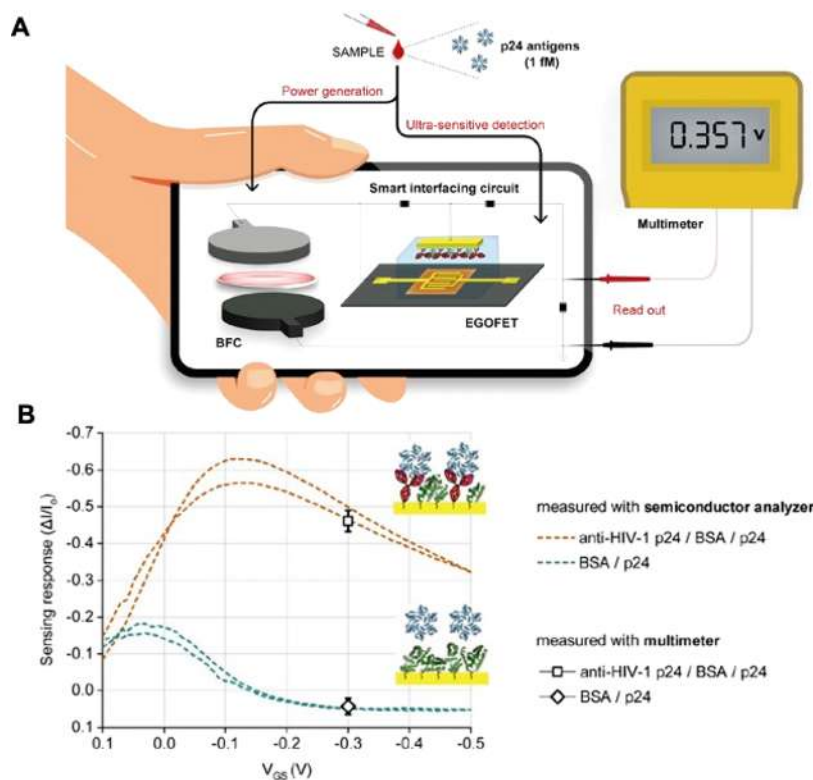 A
SAMPLE
p24 antigens
(1 fM)
Power generation
Ultra-sensitive detection
Smart interfacing circuit
0.357 v
Multimeter
EGOFET
Read out
BFC
B
Sensing response (ΔI/I₀)
-0.7
-0.6
-0.5
-0.4
-0.3
-0.2
-0.1
0.0
0.1
0.1 0.0 -0.1 -0.2 -0.3 -0.4 -0.5
V_GS (V)
measured with semiconductor analyzer
anti-HIV-1 p24 / BSA / p24
BSA / p24
measured with multimeter
anti-HIV-1 p24 / BSA / p24
BSA / p24